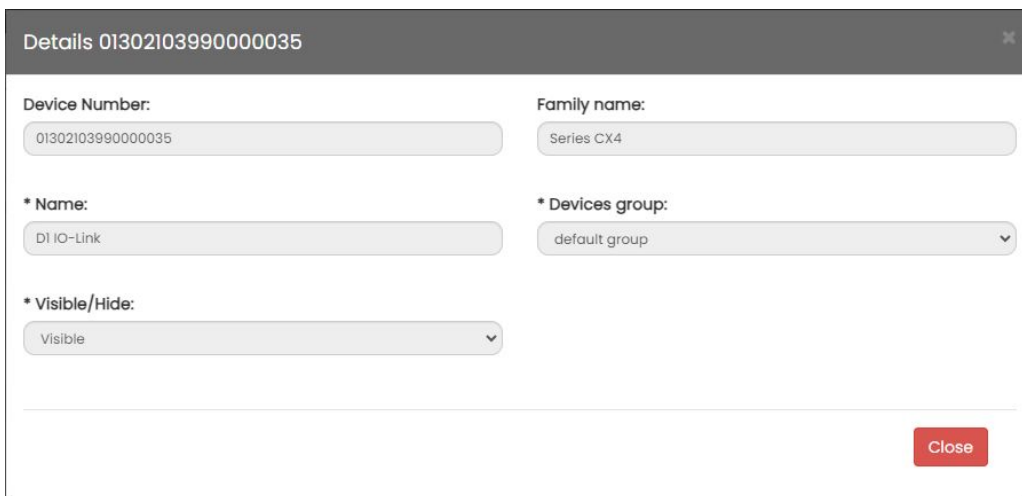 Details 01302103990000035
×
Device Number:
01302103990000035
Family name:
Series CX4
* Name:
D1 IO-Link
* Devices group:
default group
* Visible/Hide:
Visible
Close